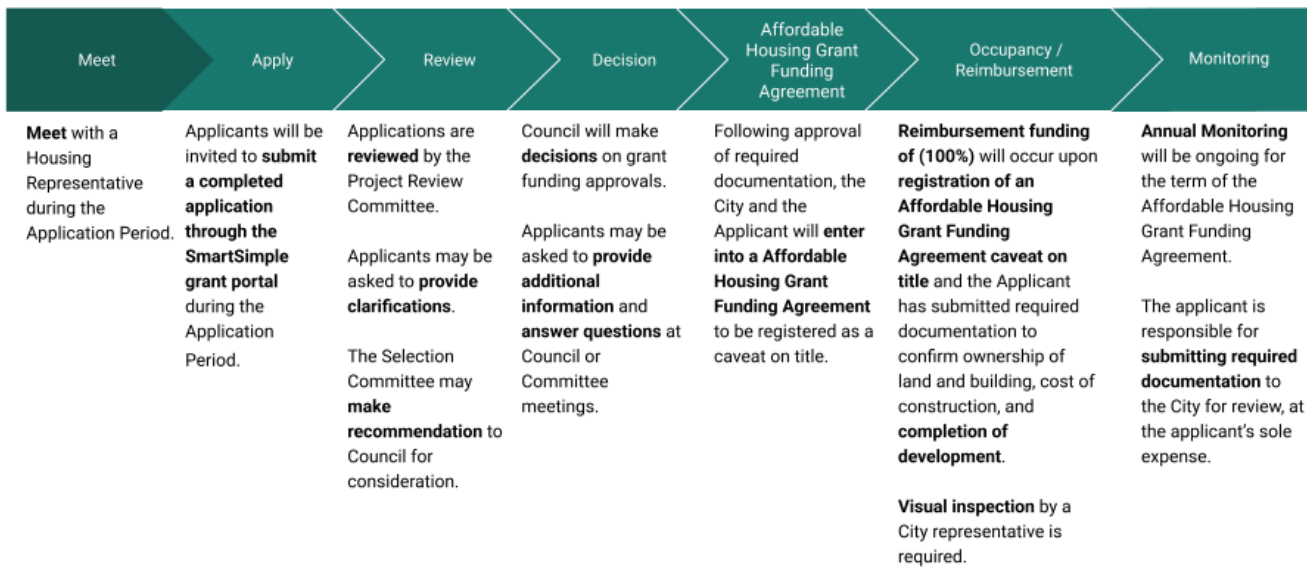 Meet
Apply
Review
Decision
Affordable
Housing Grant
Funding
Agreement
Occupancy /
Reimbursement
Monitoring
Meet with a
Housing
Representative
during the
Application Period.
Applicants will be
invited to submit
a completed
application
through the
SmartSimple
grant portal
during the
Application
Period.
Applications are
reviewed by the
Project Review
Committee.
Applicants may be
asked to provide
clarifications.
The Selection
Committee may
make
recommendation to
Council for
consideration.
Council will make
decisions on grant
funding approvals.
Applicants may be
asked to provide
additional
information and
answer questions at
Council or
Committee
meetings.
Following approval
of required
documentation, the
City and the
Applicant will enter
into a Affordable
Housing Grant
Funding Agreement
to be registered as a
caveat on title.
Reimbursement funding
of (100%) will occur upon
registration of an
Affordable Housing
Grant Funding
Agreement caveat on
title and the Applicant
has submitted required
documentation to
confirm ownership of
land and building, cost of
construction, and
completion of
development.
Visual inspection by a
City representative is
required.
Annual Monitoring
will be ongoing for
the term of the
Affordable Housing
Grant Funding
Agreement.
The applicant is
responsible for
submitting required
documentation to
the City for review, at
the applicant's sole
expense.